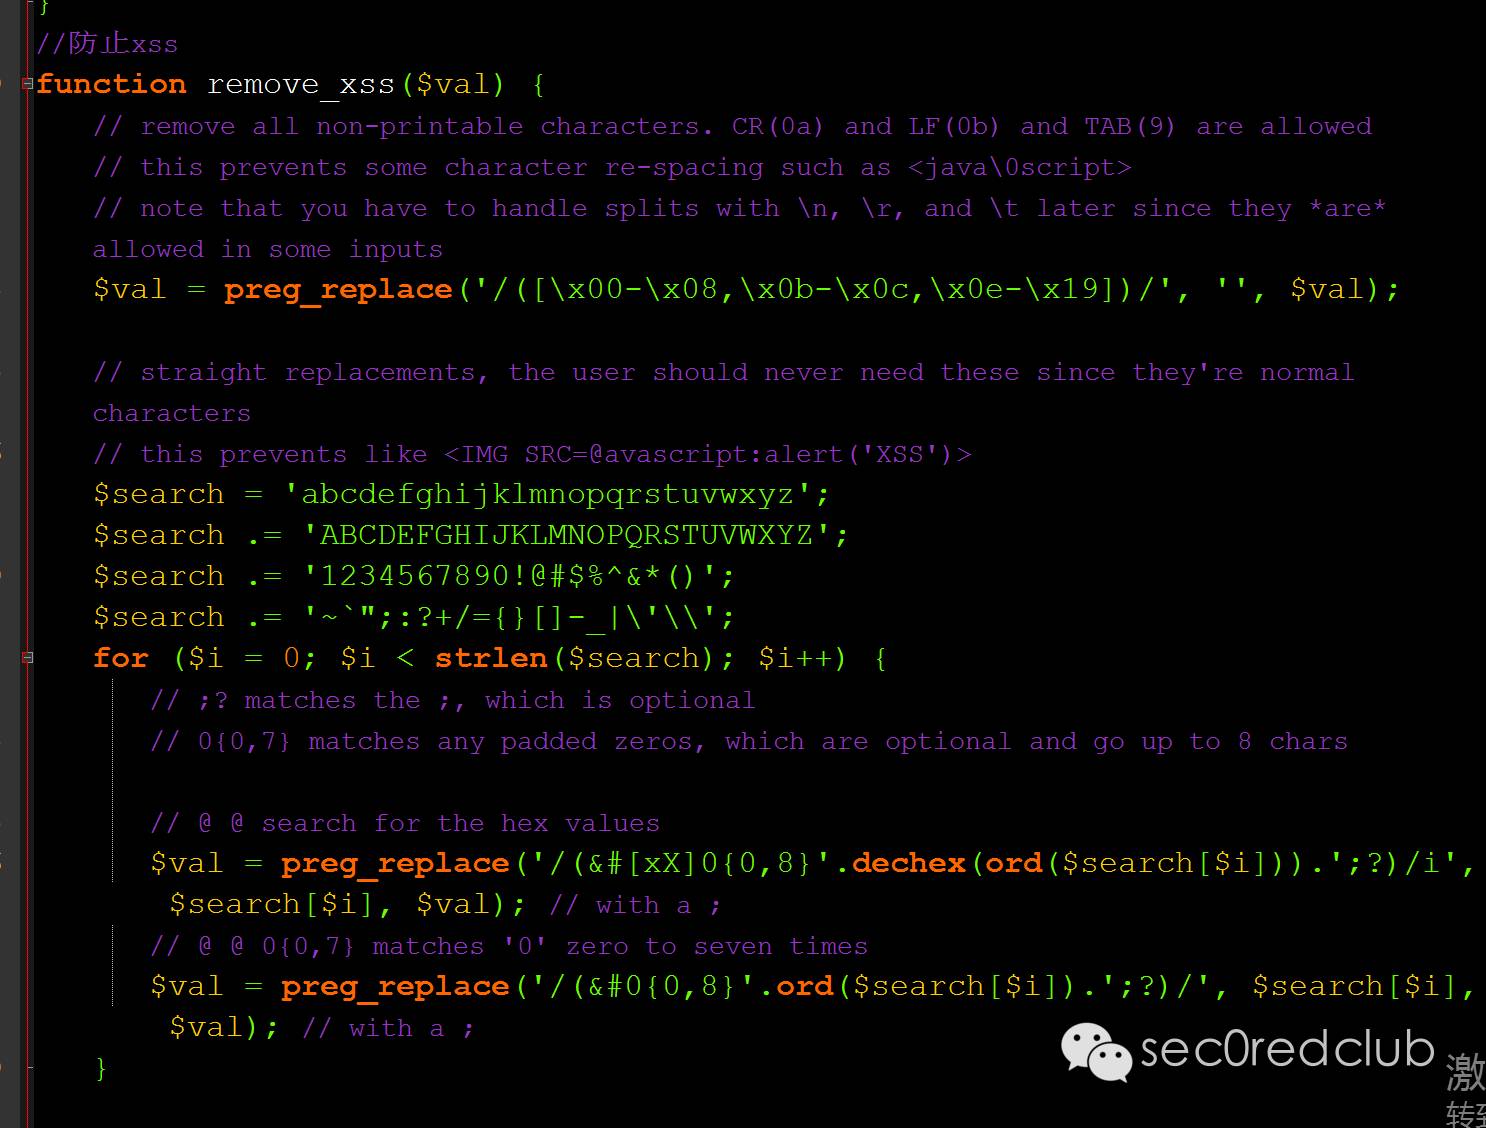 }
//防止xss
function remove_xss($val) {
// remove all non-printable characters. CR(0a) and LF(0b) and TAB(9) are allowed
// this prevents some character re-spacing such as <java\0script>
// note that you have to handle splits with \n, \r, and \t later since they *are*
allowed in some inputs
$val = preg_replace('/([\x00-\x08,\x0b-\x0c,\x0e-\x19])/', '', $val);
// straight replacements, the user should never need these since they're normal
characters
// this prevents like <IMG SRC=@avascript:alert('XSS')>
$search = 'abcdefghijklmnopqrstuvwxyz';
$search .= 'ABCDEFGHIJKLMNOPQRSTUVWXYZ';
$search .= '1234567890!@#$%^&*()';
$search .= '~`";:?+/={}[]-_|\'\\';
for ($i = 0; $i < strlen($search); $i++) {
// ;? matches the ;, which is optional
// 0{0,7} matches any padded zeros, which are optional and go up to 8 chars
// @ @ search for the hex values
$val = preg_replace('/(&#[xX]0{0,8}'.dechex(ord($search[$i])).';?)/i',
$search[$i], $val); // with a ;
// @ @ 0{0,7} matches '0' zero to seven times
$val = preg_replace('/(&#0{0,8}'.ord($search[$i]).';?)/', $search[$i],
$val); // with a ;
}
sec0redclub
激
转到